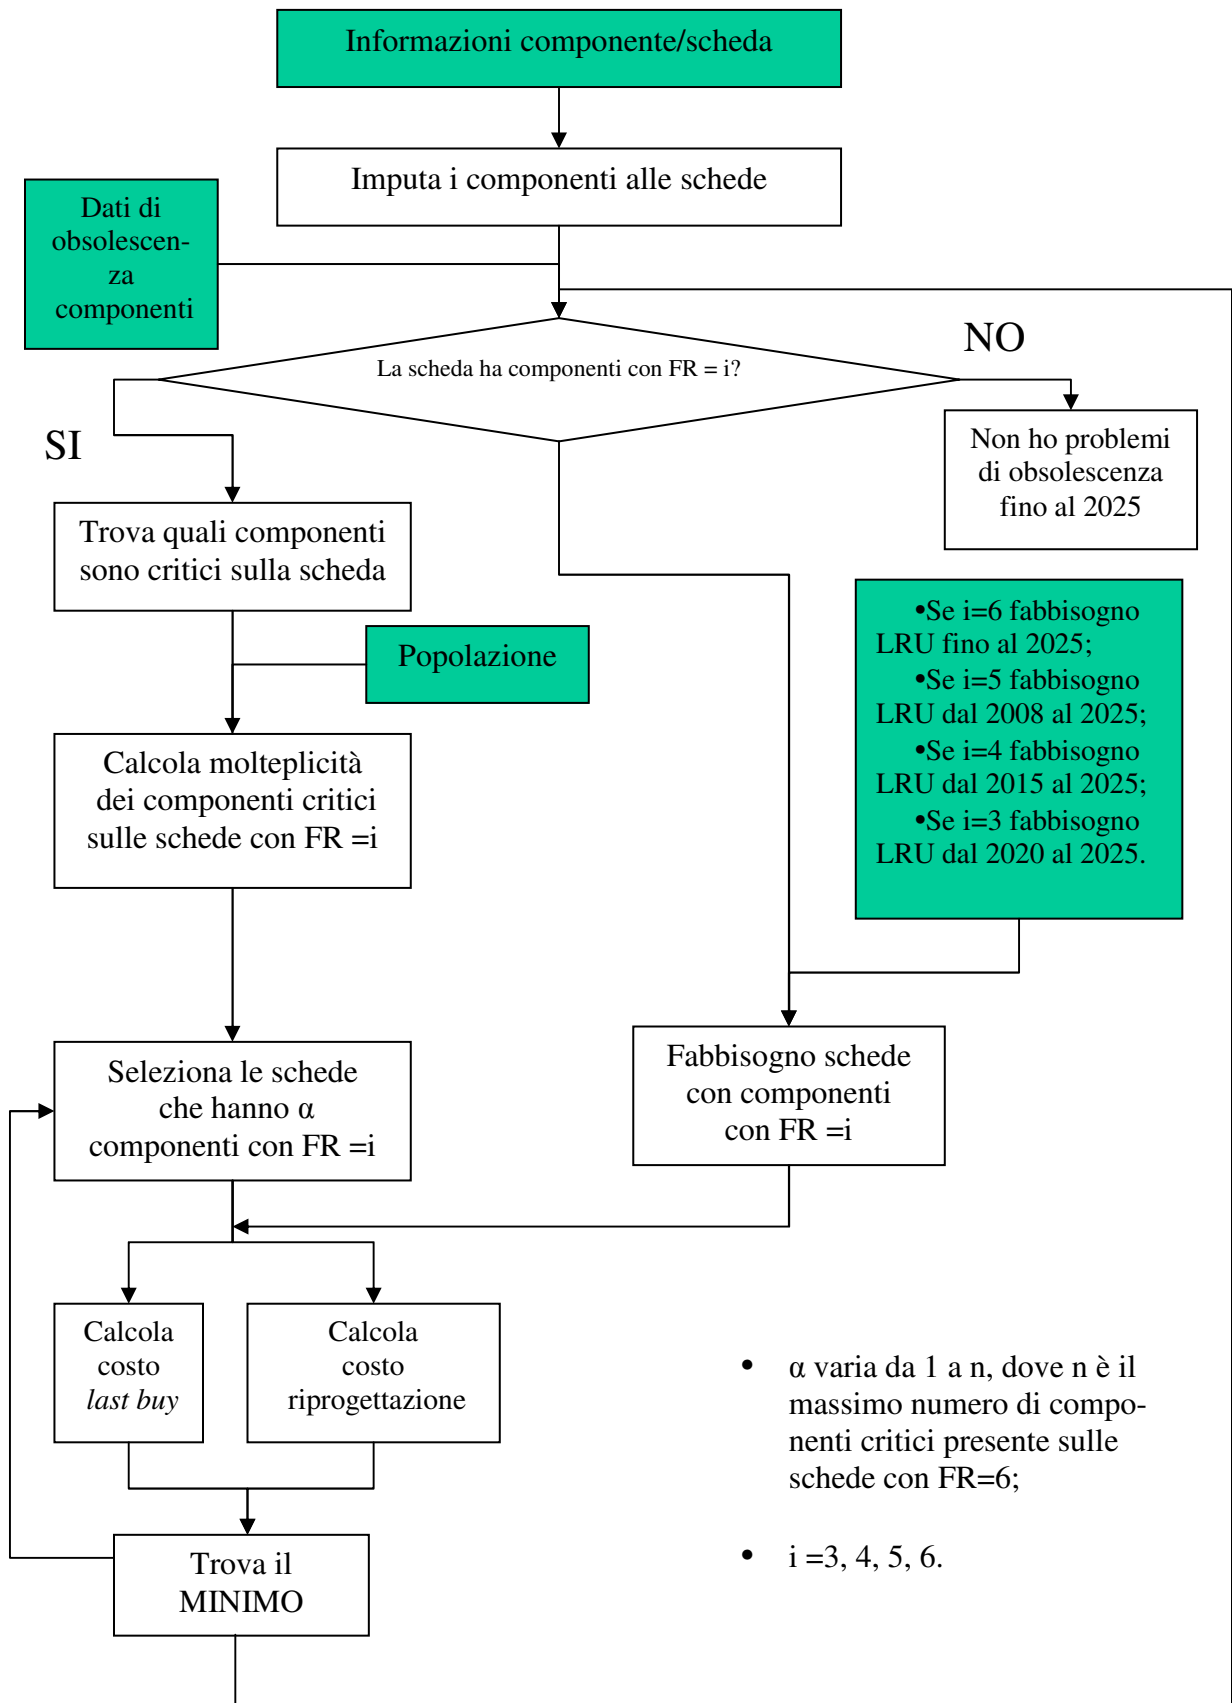 Informazioni componente/scheda
Imputa i componenti alle schede
Dati di
obsolescen-
za
componenti
La scheda ha componenti con FR = i?
NO
SI
Non ho problemi
di obsolescenza
fino al 2025
Trova quali componenti
sono critici sulla scheda
Popolazione
•Se i=6 fabbisogno
LRU fino al 2025;
•Se i=5 fabbisogno
LRU dal 2008 al 2025;
•Se i=4 fabbisogno
LRU dal 2015 al 2025;
•Se i=3 fabbisogno
LRU dal 2020 al 2025.
Calcola molteplicità
dei componenti critici
sulle schede con FR =i
Seleziona le schede
che hanno α
componenti con FR =i
Fabbisogno schede
con componenti
con FR =i
Calcola
costo
last buy
Calcola
costo
riprogettazione
Trova il
MINIMO
• α varia da 1 a n, dove n è il
massimo numero di compo-
nenti critici presente sulle
schede con FR=6;
• i =3, 4, 5, 6.